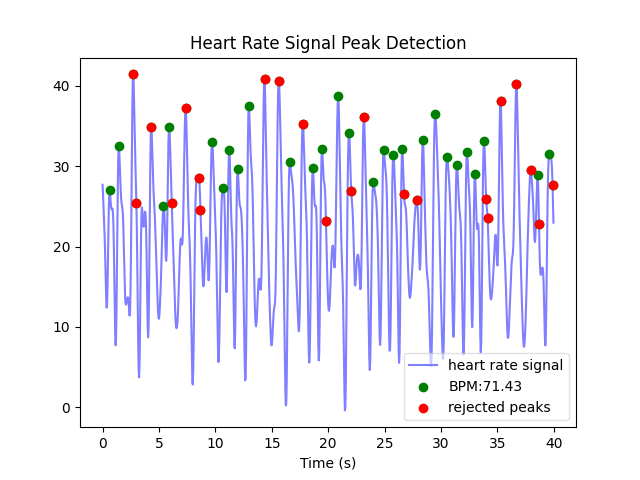 Heart Rate Signal Peak Detection
40
30
20
10
0
heart rate signal
BPM:71.43
rejected peaks
0 5 10 15 20 25 30 35 40
Time (s)